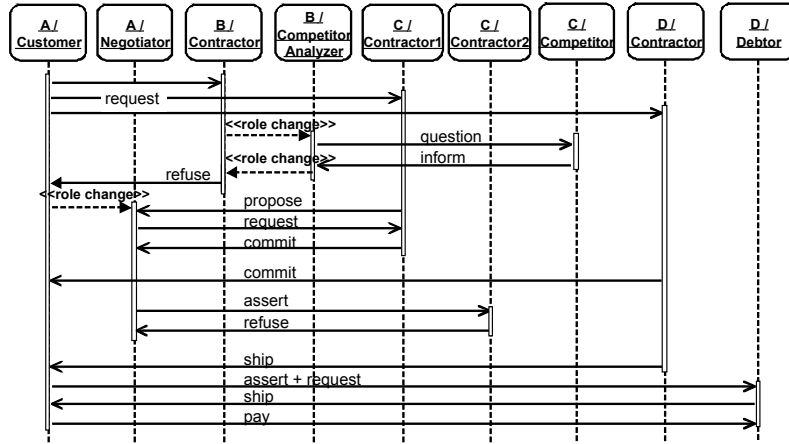 A /
Customer
A /
Negotiator
B /
Contractor
B /
Competitor
Analyzer
C /
Contractor1
C /
Contractor2
C /
Competitor
D /
Contractor
D /
Debtor
request
<<role change>>
question
<<role change>>
inform
refuse
<<role change>>
propose
request
commit
commit
assert
refuse
ship
assert + request
ship
pay